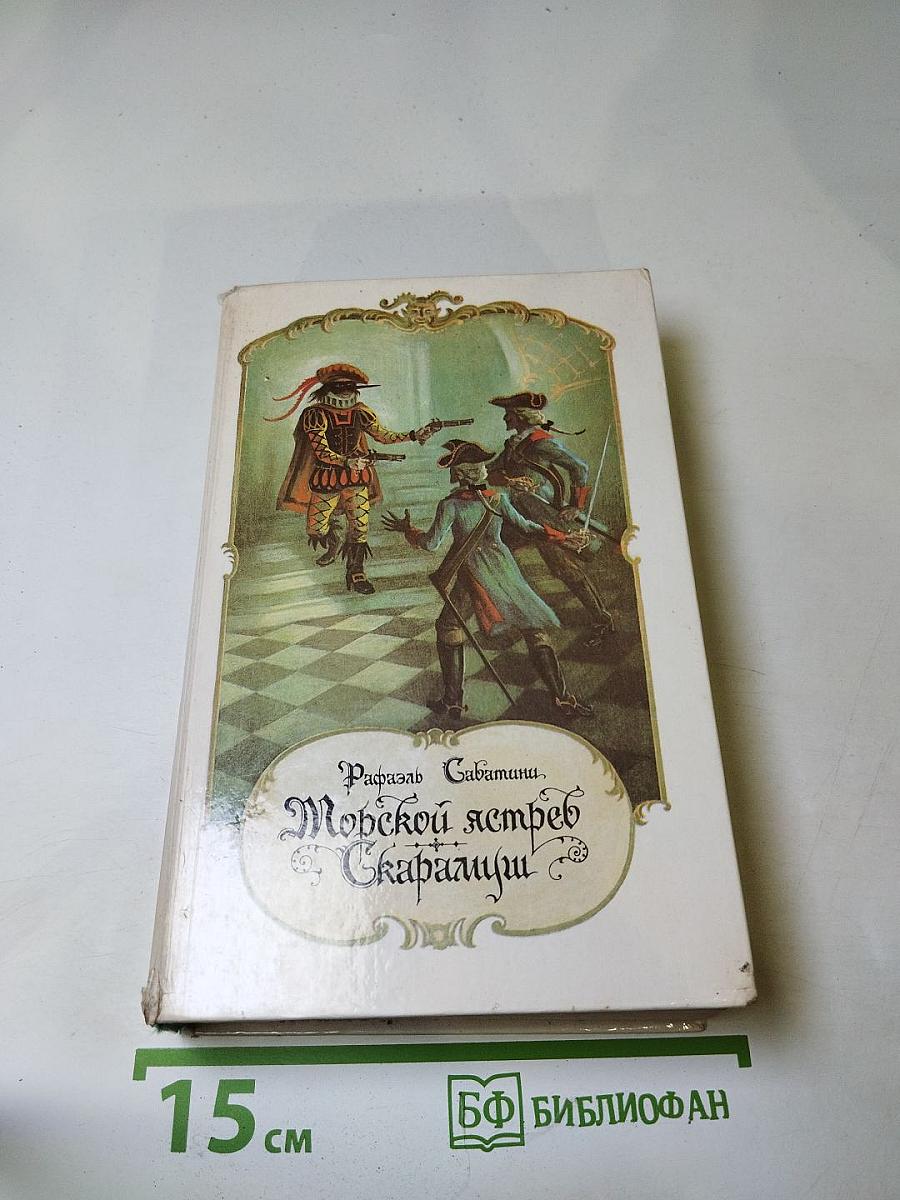 Рафаэль Сабатини
Морской ястреб
Скарамуш
15 см
БФ БИБЛИОФАН